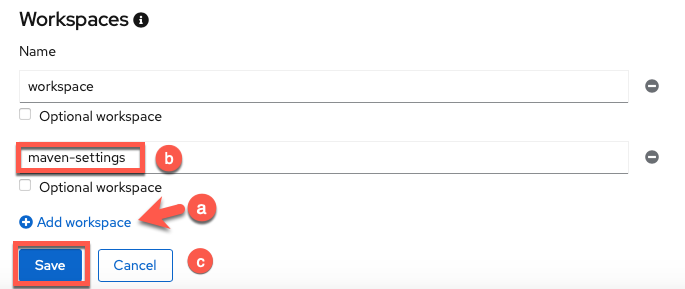 Workspaces
Name
workspace
Optional workspace
maven-settings b
Optional workspace
Add workspace a
Save Cancel c